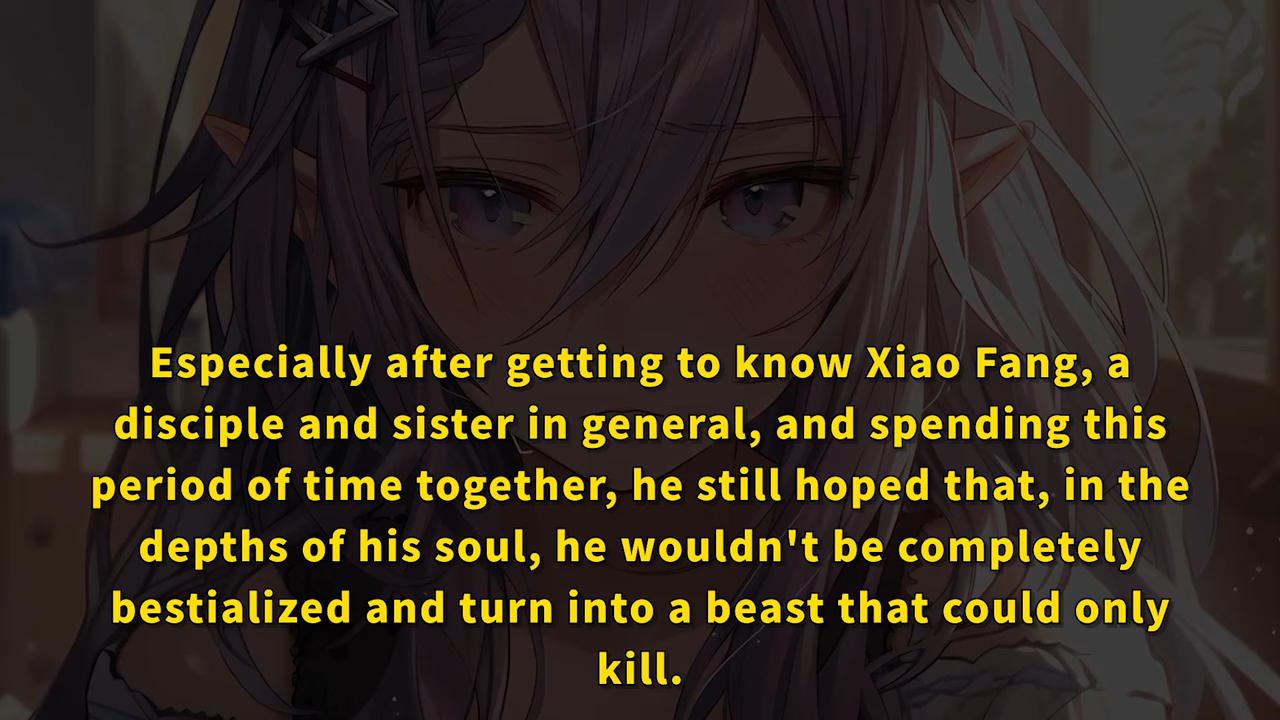 Especially after getting to know Xiao Fang, a
disciple and sister in general, and spending this
period of time together, he still hoped that, in the
depths of his soul, he wouldn't be completely
bestialized and turn into a beast that could only
kill.